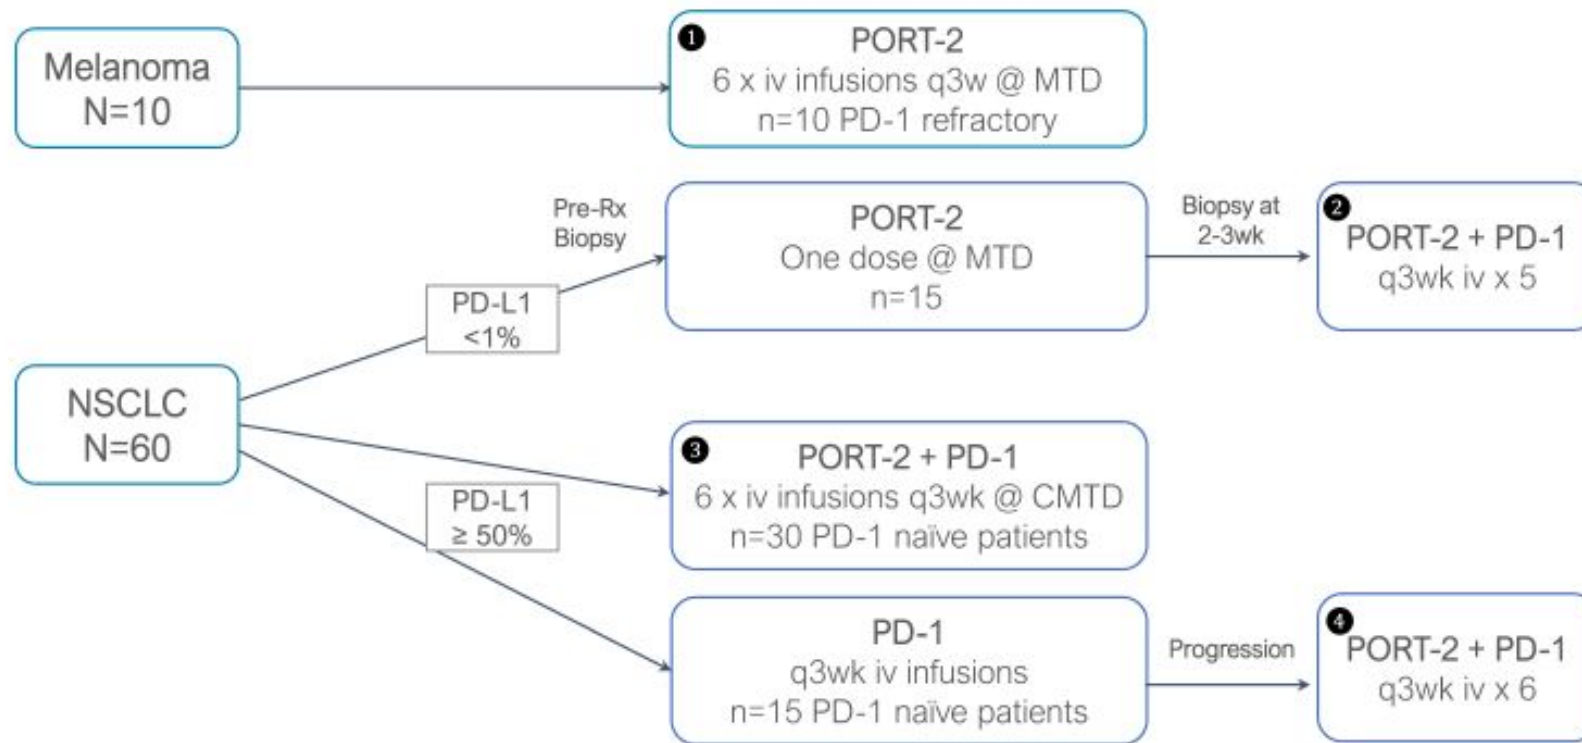 Melanoma
N=10
❶
PORT-2
6 x iv infusions q3w @ MTD
n=10 PD-1 refractory
Pre-Rx
Biopsy
PORT-2
One dose @ MTD
n=15
Biopsy at
2-3wk
❷
PORT-2 + PD-1
q3wk iv x 5
PD-L1
<1%
NSCLC
N=60
❸
PORT-2 + PD-1
6 x iv infusions q3wk @ CMTD
n=30 PD-1 naïve patients
PD-L1
≥ 50%
PD-1
q3wk iv infusions
n=15 PD-1 naïve patients
Progression
❹
PORT-2 + PD-1
q3wk iv x 6